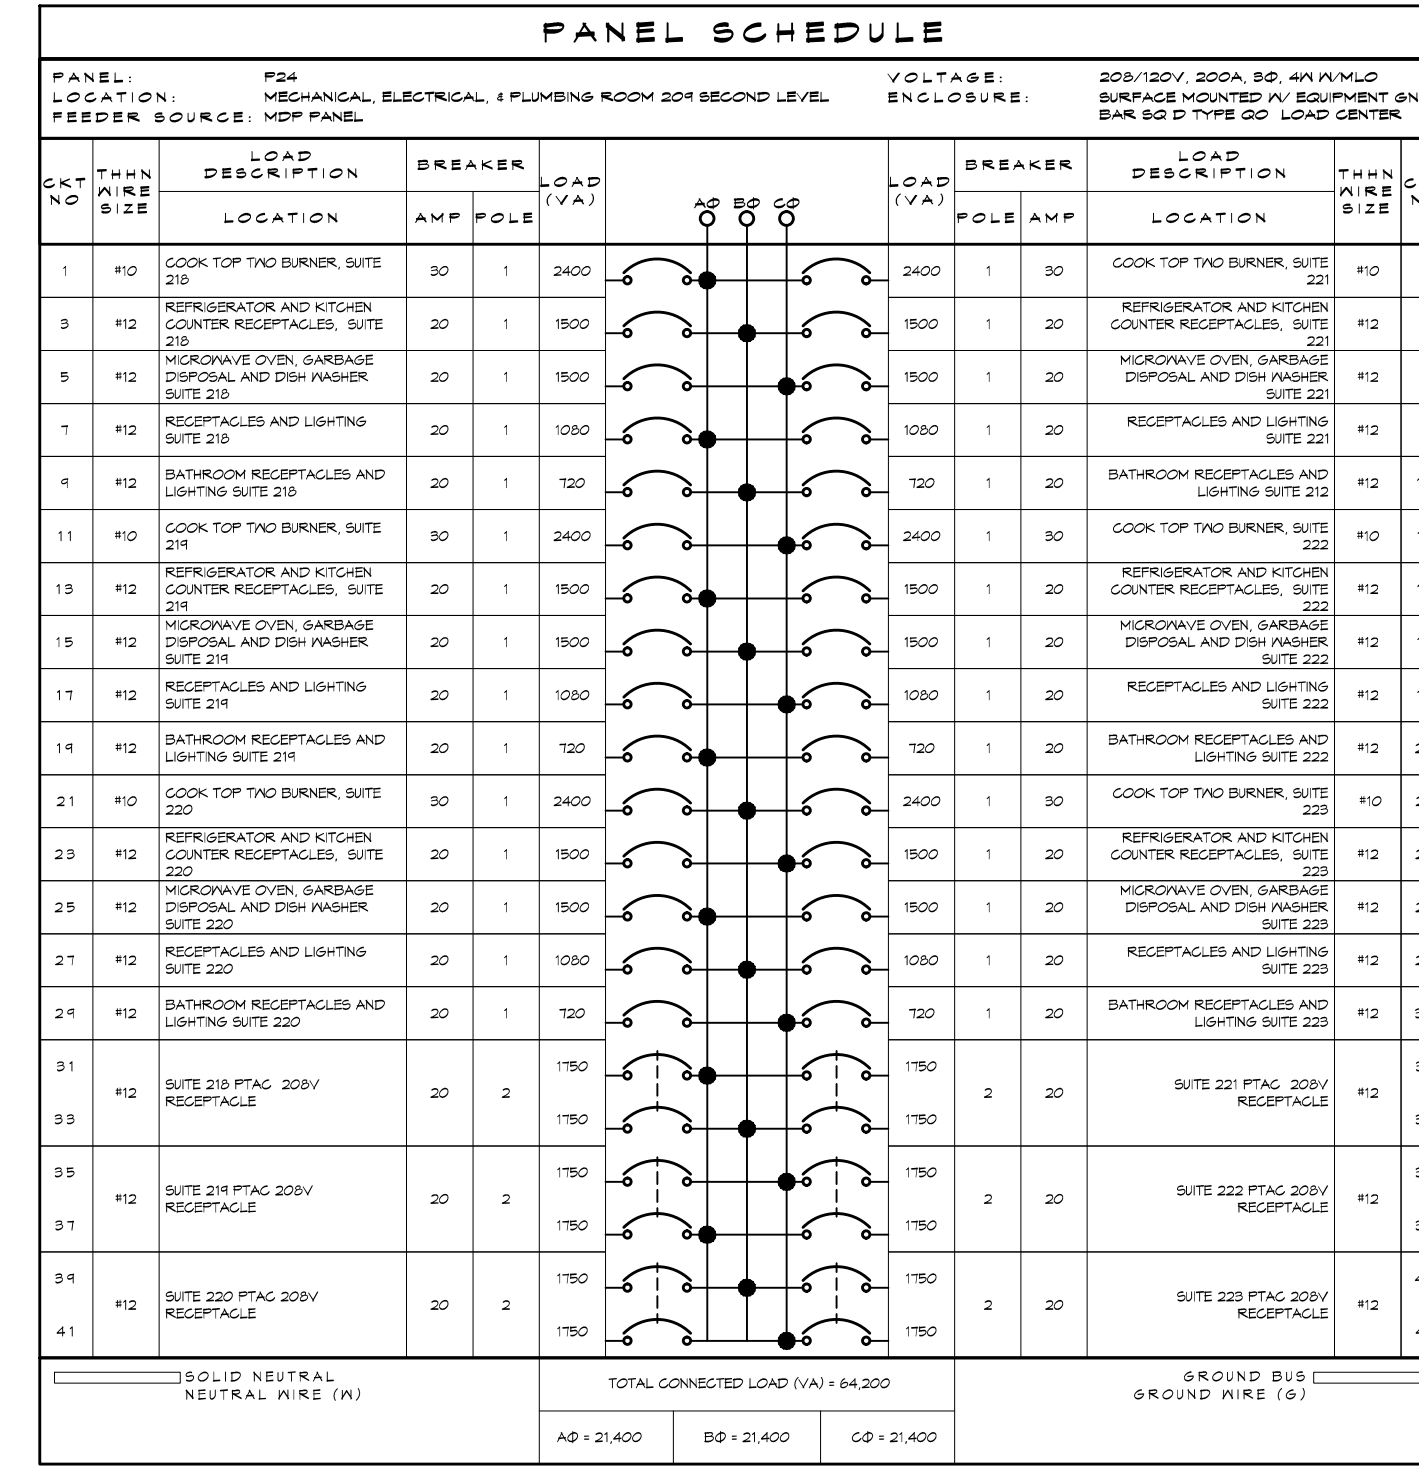 PANEL SCHEDULE
PANEL: P24
LOCATION: MECHANICAL, ELECTRICAL, & PLUMBING ROOM 209 SECOND LEVEL
FEEDER SOURCE: MDP PANEL
VOLTAGE: 208/120V, 200A, 3Φ, 4W W/MLO
ENCLOSURE: SURFACE MOUNTED W/ EQUIPMENT GN
BAR SQ D TYPE QO LOAD CENTER
CKT NO
THHN WIRE SIZE
LOAD DESCRIPTION
LOCATION
BREAKER
AMP POLE
LOAD (VA)
AΦ BΦ CΦ
LOAD (VA)
BREAKER
POLE AMP
LOAD DESCRIPTION
LOCATION
THHN WIRE SIZE
1 #10 COOK TOP TWO BURNER, SUITE 218 30 1 2400 2400 1 30 COOK TOP TWO BURNER, SUITE 221 #10
3 #12 REFRIGERATOR AND KITCHEN COUNTER RECEPTACLES, SUITE 218 20 1 1500 1500 1 20 REFRIGERATOR AND KITCHEN COUNTER RECEPTACLES, SUITE 221 #12
5 #12 MICROWAVE OVEN, GARBAGE DISPOSAL AND DISH WASHER SUITE 218 20 1 1500 1500 1 20 MICROWAVE OVEN, GARBAGE DISPOSAL AND DISH WASHER SUITE 221 #12
7 #12 RECEPTACLES AND LIGHTING SUITE 218 20 1 1080 1080 1 20 RECEPTACLES AND LIGHTING SUITE 221 #12
9 #12 BATHROOM RECEPTACLES AND LIGHTING SUITE 218 20 1 720 720 1 20 BATHROOM RECEPTACLES AND LIGHTING SUITE 212 #12
11 #10 COOK TOP TWO BURNER, SUITE 219 30 1 2400 2400 1 30 COOK TOP TWO BURNER, SUITE 222 #10
13 #12 REFRIGERATOR AND KITCHEN COUNTER RECEPTACLES, SUITE 219 20 1 1500 1500 1 20 REFRIGERATOR AND KITCHEN COUNTER RECEPTACLES, SUITE 222 #12
15 #12 MICROWAVE OVEN, GARBAGE DISPOSAL AND DISH WASHER SUITE 219 20 1 1500 1500 1 20 MICROWAVE OVEN, GARBAGE DISPOSAL AND DISH WASHER SUITE 222 #12
17 #12 RECEPTACLES AND LIGHTING SUITE 219 20 1 1080 1080 1 20 RECEPTACLES AND LIGHTING SUITE 222 #12
19 #12 BATHROOM RECEPTACLES AND LIGHTING SUITE 219 20 1 720 720 1 20 BATHROOM RECEPTACLES AND LIGHTING SUITE 222 #12
21 #10 COOK TOP TWO BURNER, SUITE 220 30 1 2400 2400 1 30 COOK TOP TWO BURNER, SUITE 223 #10
23 #12 REFRIGERATOR AND KITCHEN COUNTER RECEPTACLES, SUITE 220 20 1 1500 1500 1 20 REFRIGERATOR AND KITCHEN COUNTER RECEPTACLES, SUITE 223 #12
25 #12 MICROWAVE OVEN, GARBAGE DISPOSAL AND DISH WASHER SUITE 220 20 1 1500 1500 1 20 MICROWAVE OVEN, GARBAGE DISPOSAL AND DISH WASHER SUITE 223 #12
27 #12 RECEPTACLES AND LIGHTING SUITE 220 20 1 1080 1080 1 20 RECEPTACLES AND LIGHTING SUITE 223 #12
29 #12 BATHROOM RECEPTACLES AND LIGHTING SUITE 220 20 1 720 720 1 20 BATHROOM RECEPTACLES AND LIGHTING SUITE 223 #12
31 1750 1750
#12 SUITE 218 PTAC 208V RECEPTACLE 20 2 2 20 SUITE 221 PTAC 208V RECEPTACLE #12
33 1750 1750
35 1750 1750
#12 SUITE 219 PTAC 208V RECEPTACLE 20 2 2 20 SUITE 222 PTAC 208V RECEPTACLE #12
37 1750 1750
39 1750 1750
#12 SUITE 220 PTAC 208V RECEPTACLE 20 2 2 20 SUITE 223 PTAC 208V RECEPTACLE #12
41 1750 1750
SOLID NEUTRAL
NEUTRAL WIRE (W)
TOTAL CONNECTED LOAD (VA) = 64,200
AΦ = 21,400 BΦ = 21,400 CΦ = 21,400
GROUND BUS
GROUND WIRE (G)